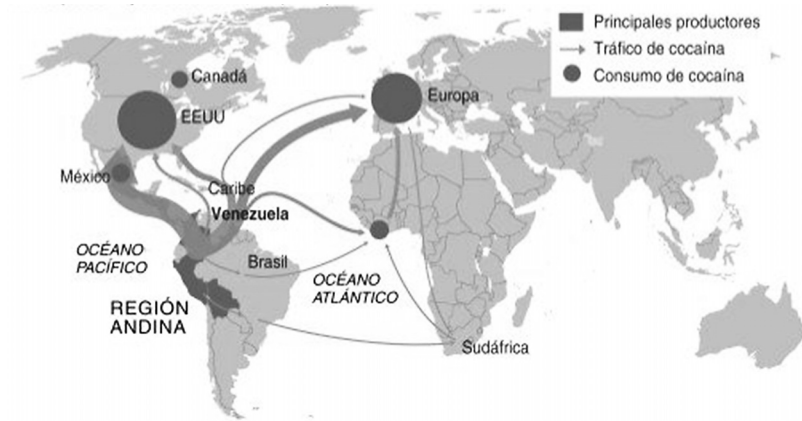 Principales productores
Tráfico de cocaína
Consumo de cocaína
Canadá
EEUU
Europa
México
Caribe
Venezuela
OCÉANO
PACÍFICO
Brasil
OCÉANO
ATLÁNTICO
REGIÓN
ANDINA
Sudáfrica